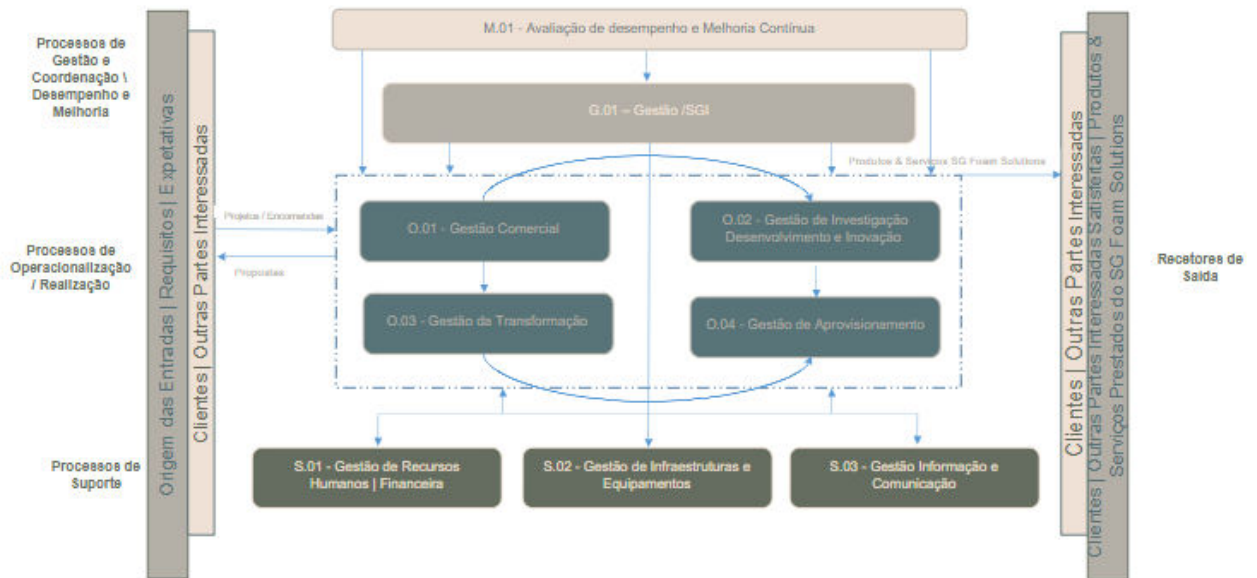 Processos de
Gestão e
Coordenação \
Desempenho e
Melhoria
Processos de
Operacionalização
/ Realização
Processos de
Suporte
Origem das Entradas | Requisitos | Expetativas
Clientes | Outras Partes Interessadas
M.01 - Avaliação de desempenho e Melhoria Contínua
G.01 – Gestão /SGI
Produtos & Serviços SG Foam Solutions
Projetos / Encomendas
Propostas
O.01 - Gestão Comercial
O.02 - Gestão de Investigação
Desenvolvimento e Inovação
O.03 - Gestão da Transformação
O.04 - Gestão de Aprovisionamento
S.01 - Gestão de Recursos
Humanos | Financeira
S.02 - Gestão de Infraestruturas e
Equipamentos
S.03 - Gestão Informação e
Comunicação
Clientes | Outras Partes Interessadas
Clientes | Outras Partes Interessadas Satisfeitas | Produtos &
Serviços Prestados do SG Foam Solutions
Recetores de
Saída